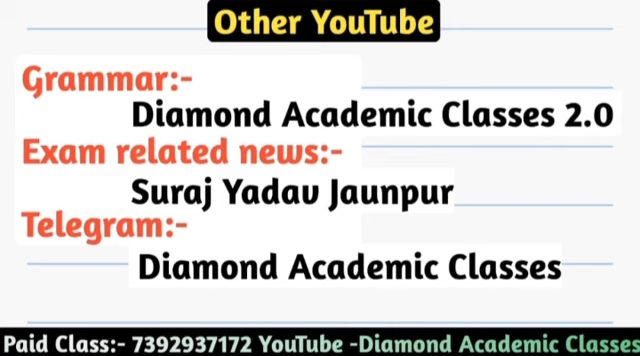 Other YouTube
Grammar:-
Diamond Academic Classes 2.0
Exam related news:-
Suraj Yadav Jaunpur
Telegram:-
Diamond Academic Classes
Paid Class:- 7392937172 YouTube -Diamond Academic Classes